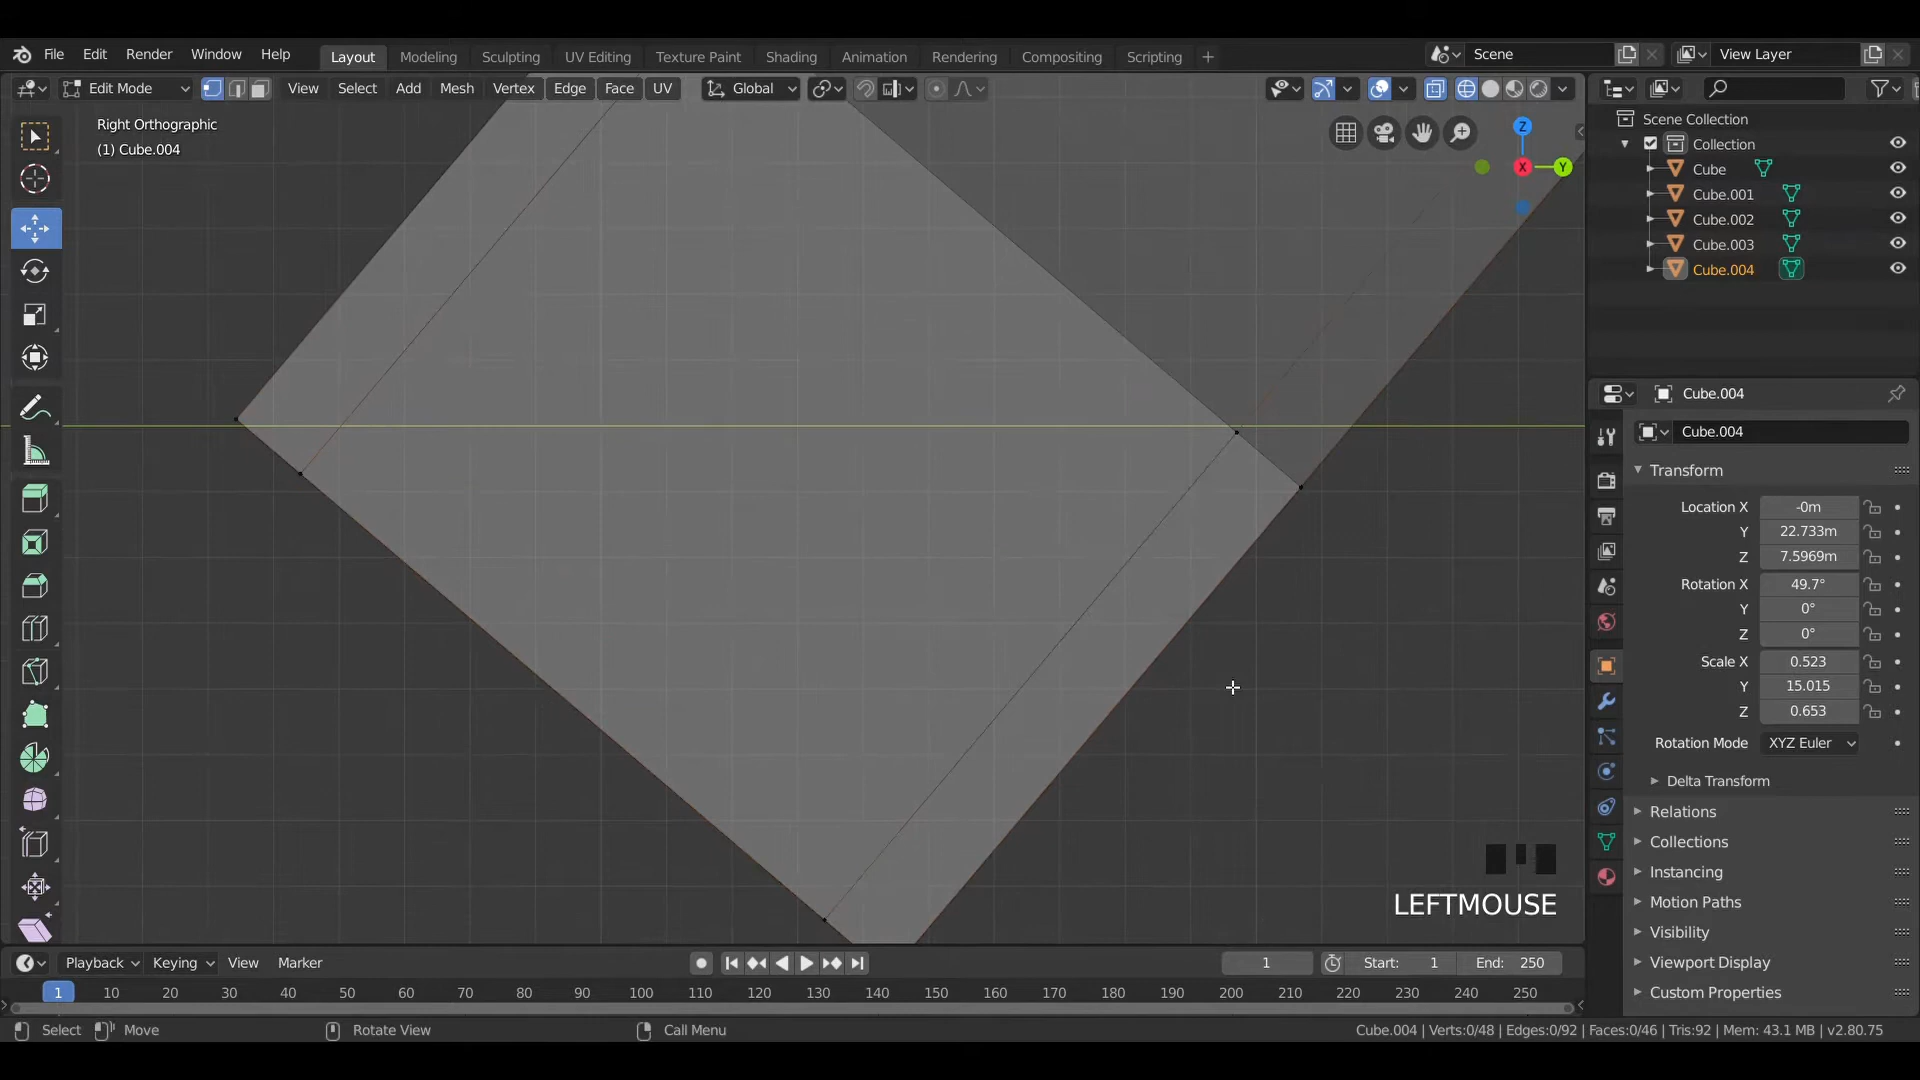 File Edit Render Window Help Layout Modeling Sculpting UV Editing Texture Paint Shading Animation Rendering Compositing Scripting + Scene View Layer
Edit Mode View Select Add Mesh Vertex Edge Face UV Global
Right Orthographic
(1) Cube.004
Z
X
Y
Scene Collection
Collection
Cube
Cube.001
Cube.002
Cube.003
Cube.004
Cube.004
Cube.004
Transform
Location X -0m
Y 22.733m
Z 7.5969m
Rotation X 49.7°
Y 0°
Z 0°
Scale X 0.523
Y 15.015
Z 0.653
Rotation Mode XYZ Euler
Delta Transform
Relations
Collections
Instancing
Motion Paths
Visibility
Viewport Display
Custom Properties
LEFTMOUSE
Playback Keying View Marker 1 Start: 1 End: 250
1 10 20 30 40 50 60 70 80 90 100 110 120 130 140 150 160 170 180 190 200 210 220 230 240 250
Select Move Rotate View Call Menu Cube.004 | Verts:0/48 | Edges:0/92 | Faces:0/46 | Tris:92 | Mem: 43.1 MB | v2.80.75